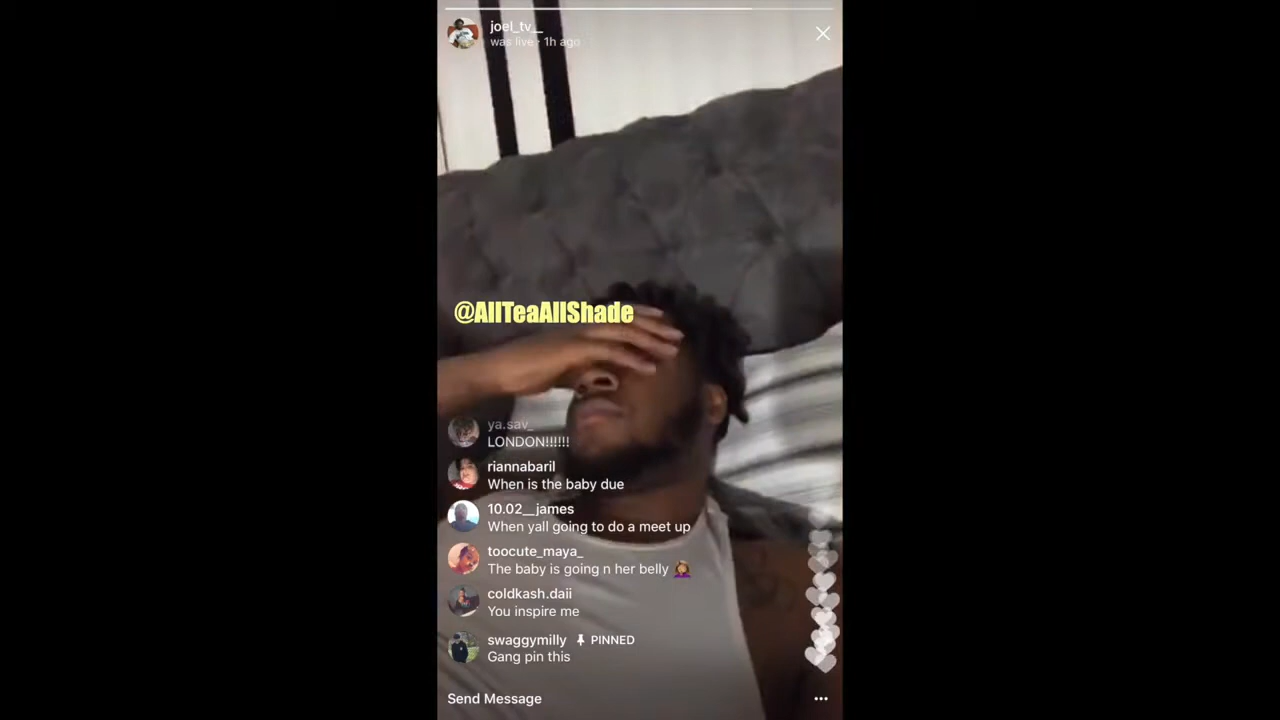 joel_tv__
was live · 1h ago
@AllTeaAllShade
ya.sav_
LONDON!!!!!!
riannabaril
When is the baby due
10.02__james
When yall going to do a meet up
toocute_maya_
The baby is going n her belly 🤦🏽‍♀️
coldkash.daii
You inspire me
swaggymilly PINNED
Gang pin this
Send Message